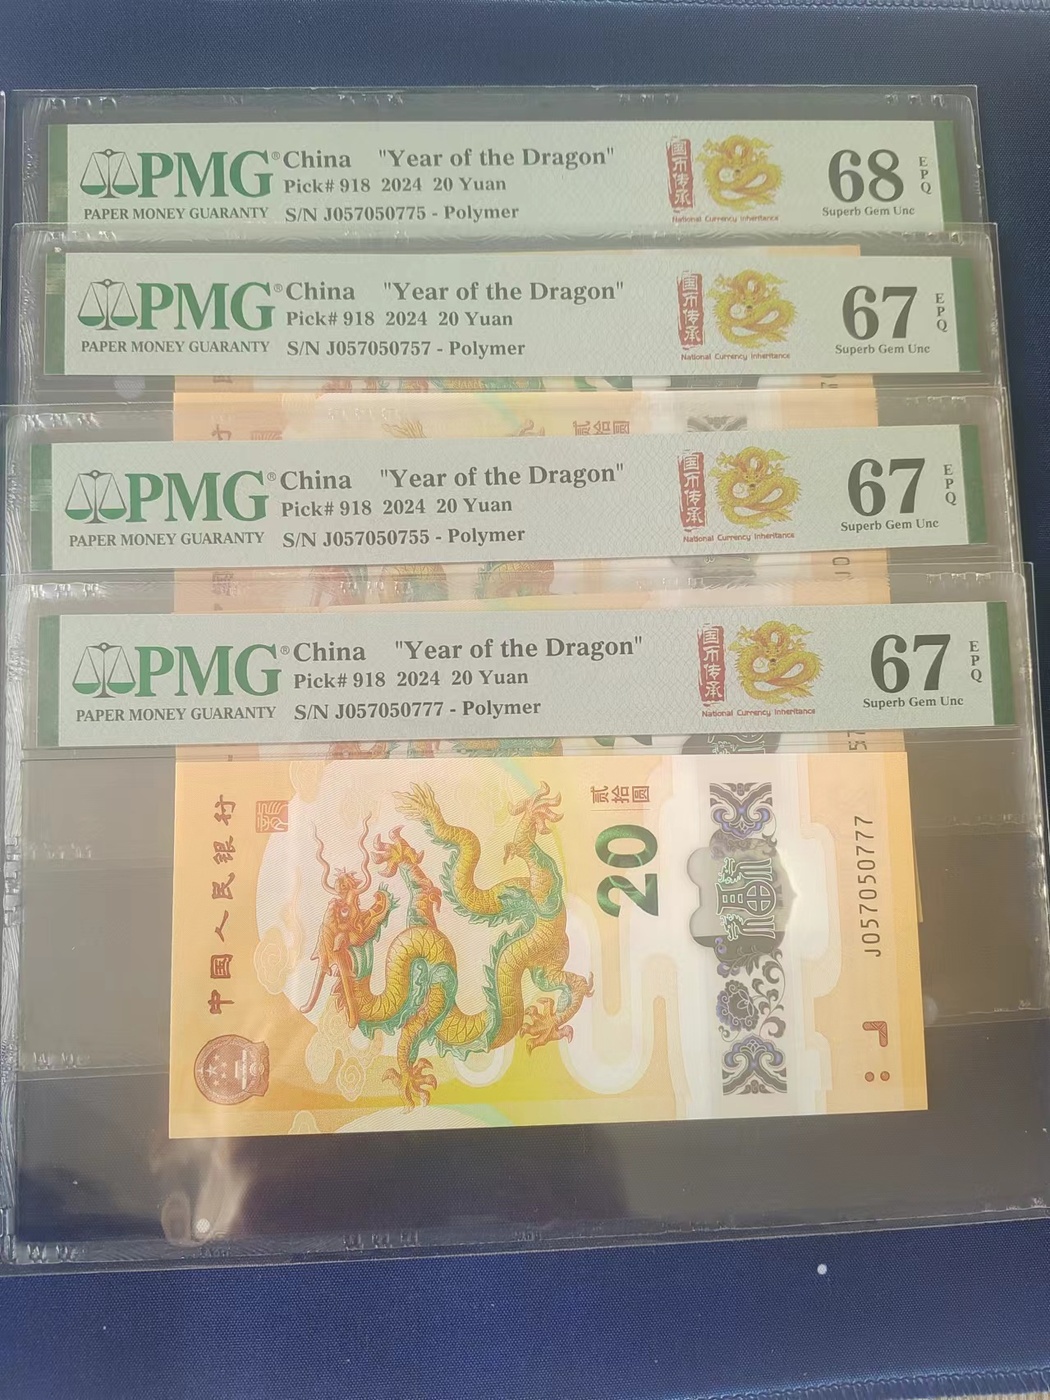 PMG® China "Year of the Dragon"
Pick# 918 2024 20 Yuan
PAPER MONEY GUARANTY S/N J057050775 - Polymer
国币传承
National Currency Inheritance
68 EPQ
Superb Gem Unc
PMG® China "Year of the Dragon"
Pick# 918 2024 20 Yuan
PAPER MONEY GUARANTY S/N J057050757 - Polymer
国币传承
National Currency Inheritance
67 EPQ
Superb Gem Unc
贰拾圆
PMG® China "Year of the Dragon"
Pick# 918 2024 20 Yuan
PAPER MONEY GUARANTY S/N J057050755 - Polymer
国币传承
National Currency Inheritance
67 EPQ
Superb Gem Unc
J0
PMG® China "Year of the Dragon"
Pick# 918 2024 20 Yuan
PAPER MONEY GUARANTY S/N J057050777 - Polymer
国币传承
National Currency Inheritance
67 EPQ
Superb Gem Unc
57
中国人民银行
贰拾圆
20
福
J057050777